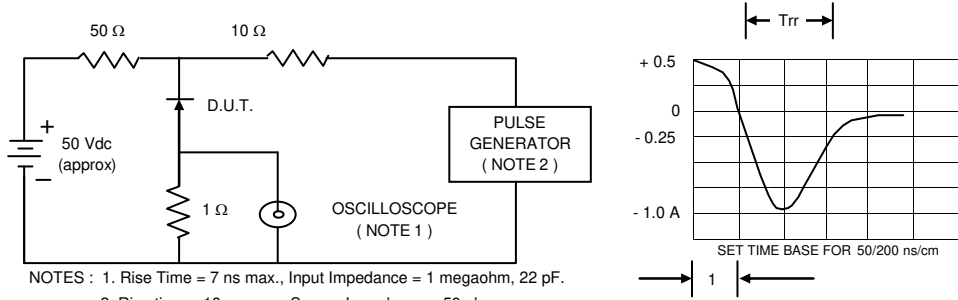 50 Ω
10 Ω
Trr
+ 0.5
0
- 0.25
- 1.0 A
D.U.T.
+
50 Vdc
(approx)
−
PULSE
GENERATOR
( NOTE 2 )
1 Ω
OSCILLOSCOPE
( NOTE 1 )
SET TIME BASE FOR 50/200 ns/cm
1
NOTES : 1. Rise Time = 7 ns max., Input Impedance = 1 megaohm, 22 pF.